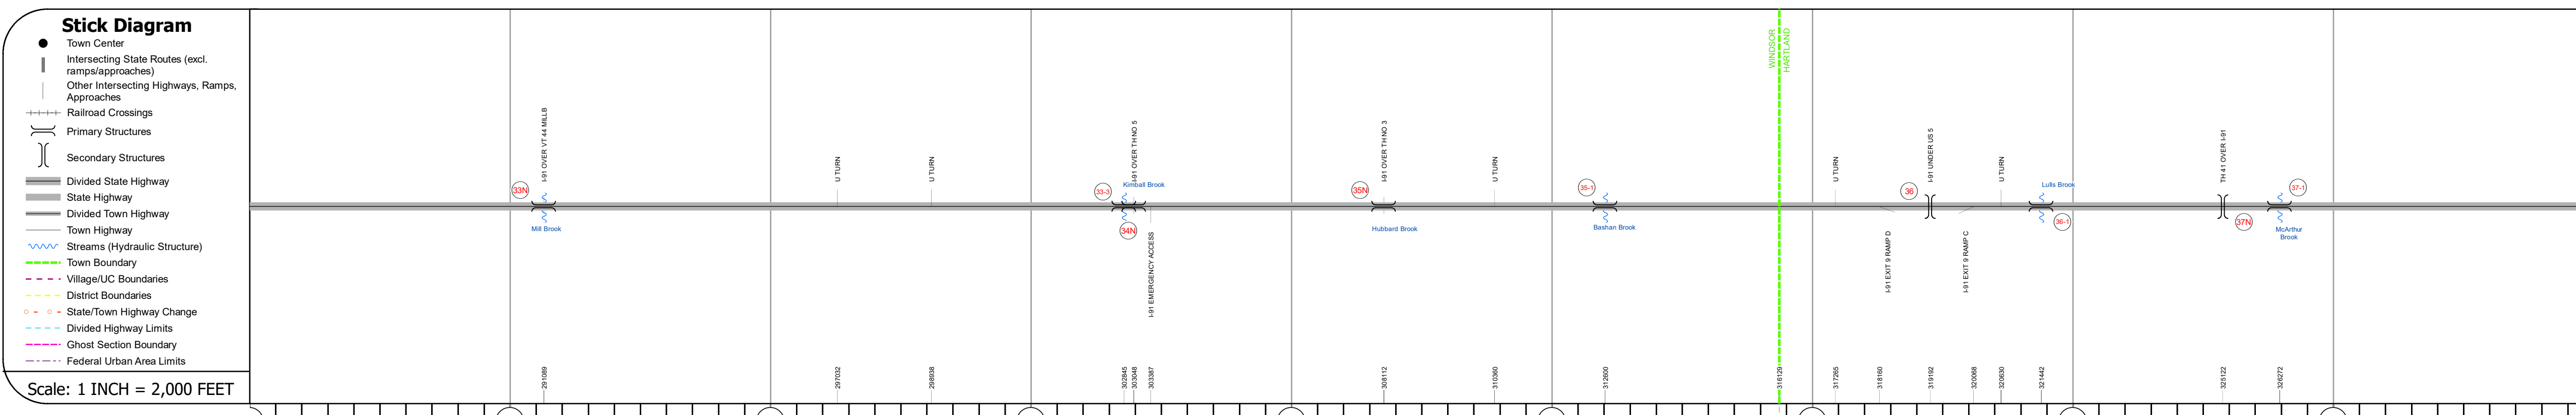 Stick Diagram
Town Center
Intersecting State Routes (excl.
ramps/approaches)
Other Intersecting Highways, Ramps,
Approaches
Railroad Crossings
Primary Structures
Secondary Structures
Divided State Highway
State Highway
Divided Town Highway
Town Highway
Streams (Hydraulic Structure)
Town Boundary
Village/UC Boundaries
District Boundaries
State/Town Highway Change
Divided Highway Limits
Ghost Section Boundary
Federal Urban Area Limits
Scale: 1 INCH = 2,000 FEET
I-91 OVER VT 44 MILLB
33N
Mill Brook
291089
U TURN
297032
U TURN
298938
33-3
Kimball Brook
I-91 OVER TH NO 5
34N
I-91 EMERGENCY ACCESS
302845
303048
303387
I-91 OVER TH NO 3
35N
Hubbard Brook
308112
U TURN
310360
35-1
Bashan Brook
312600
WINDSOR
HARTLAND
316129
U TURN
317265
I-91 EXIT 9 RAMP D
318160
36
I-91 UNDER US 5
319192
I-91 EXIT 9 RAMP C
320068
U TURN
320630
Lulls Brook
36-1
321442
TH 41 OVER I-91
37N
325122
37-1
McArthur
Brook
326272